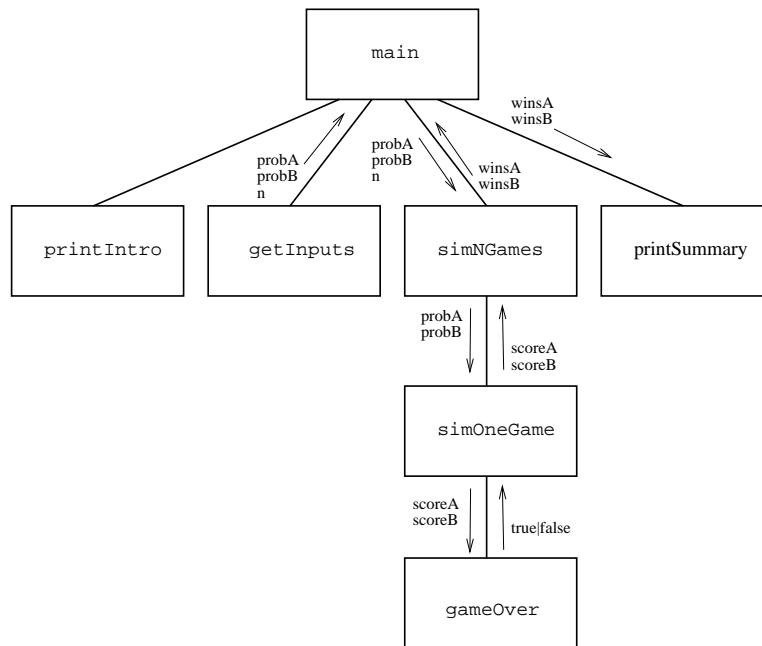 main
winsA
winsB
probA
probB
n
probA
probB
n
winsA
winsB
printIntro
getInputs
simNGames
printSummary
probA
probB
scoreA
scoreB
simOneGame
scoreA
scoreB
true|false
gameOver